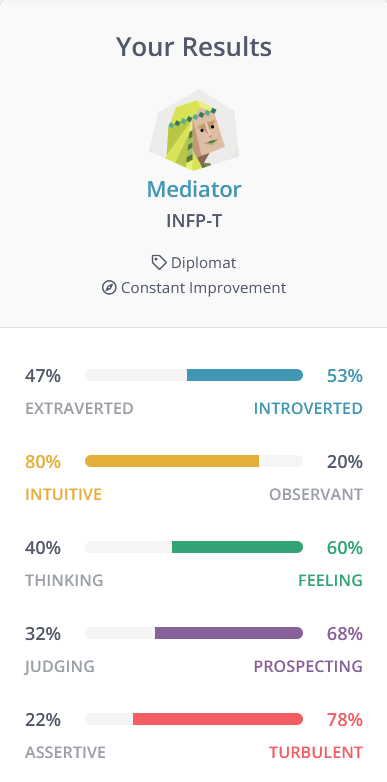 Your Results
Mediator
INFP-T
Diplomat
Constant Improvement
47% 53%
EXTRAVERTED INTROVERTED
80% 20%
INTUITIVE OBSERVANT
40% 60%
THINKING FEELING
32% 68%
JUDGING PROSPECTING
22% 78%
ASSERTIVE TURBULENT